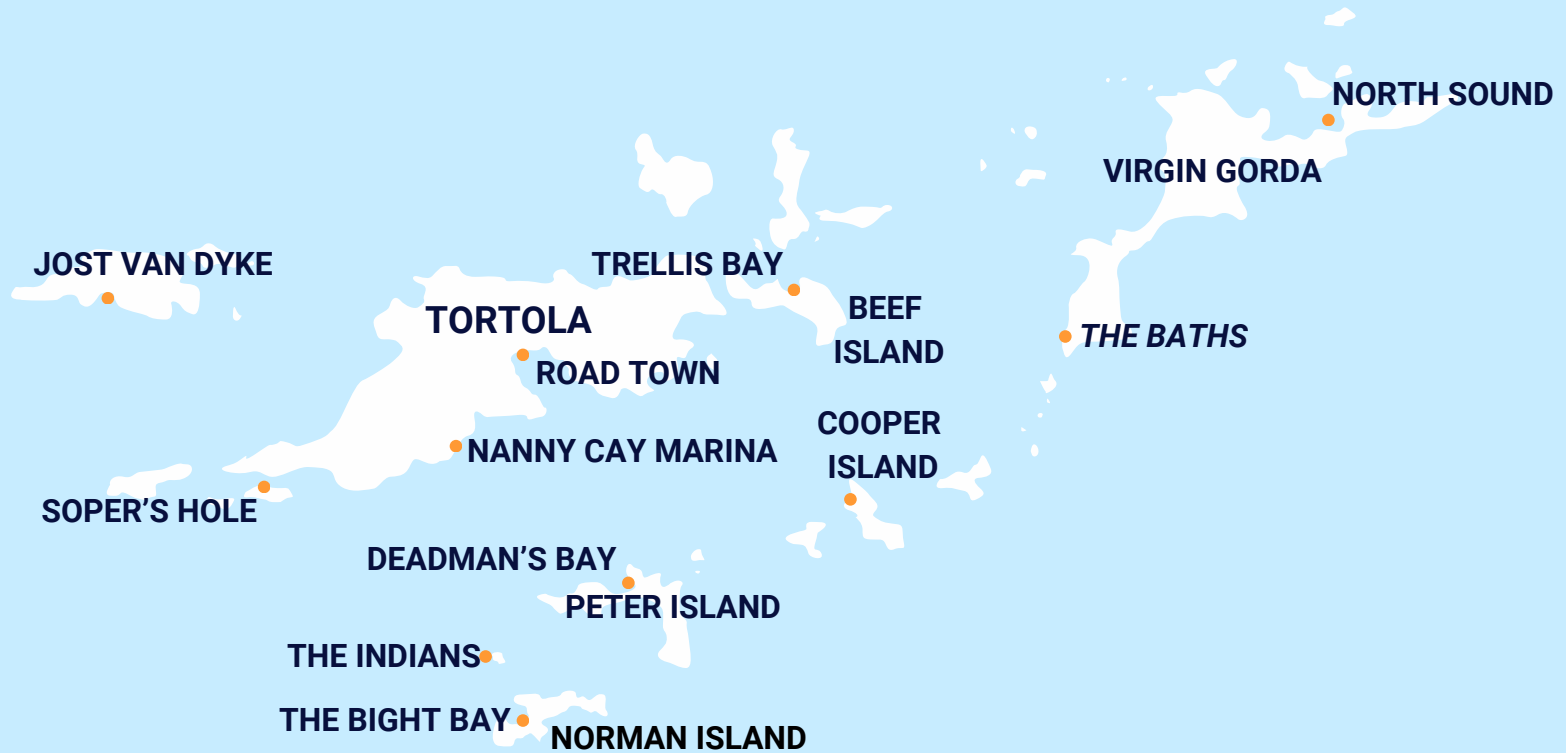 NORTH SOUND
VIRGIN GORDA
JOST VAN DYKE
TRELLIS BAY
TORTOLA
BEEF
ISLAND
THE BATHS
ROAD TOWN
COOPER
ISLAND
NANNY CAY MARINA
SOPER’S HOLE
DEADMAN’S BAY
PETER ISLAND
THE INDIANS
THE BIGHT BAY
NORMAN ISLAND